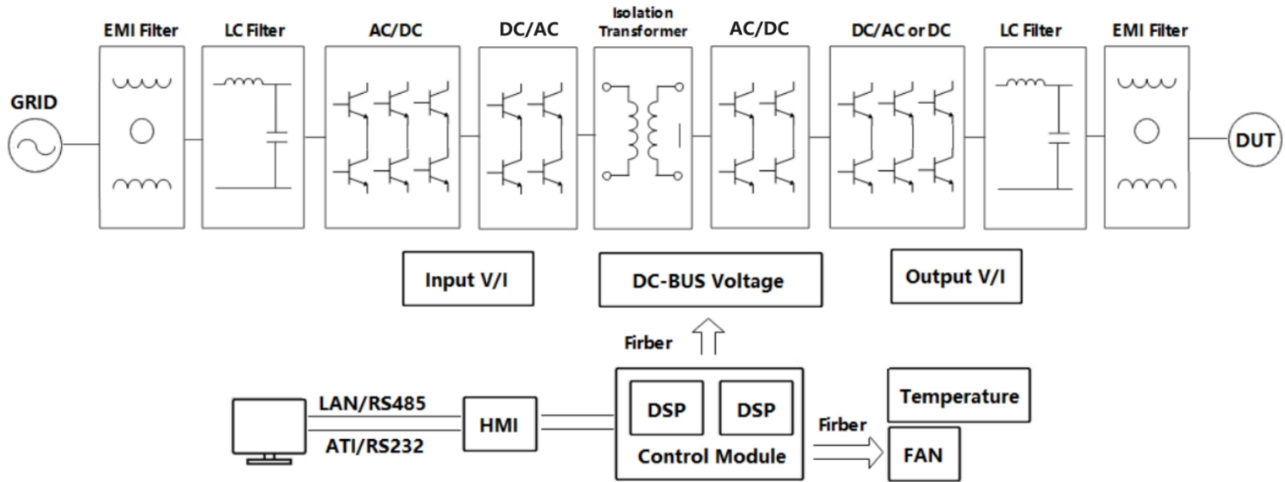 EMI Filter
LC Filter
AC/DC
DC/AC
Isolation
Transformer
AC/DC
DC/AC or DC
LC Filter
EMI Filter
GRID
DUT
Input V/I
DC-BUS Voltage
Output V/I
Firber
LAN/RS485
ATI/RS232
HMI
DSP
DSP
Control Module
Firber
Temperature
FAN